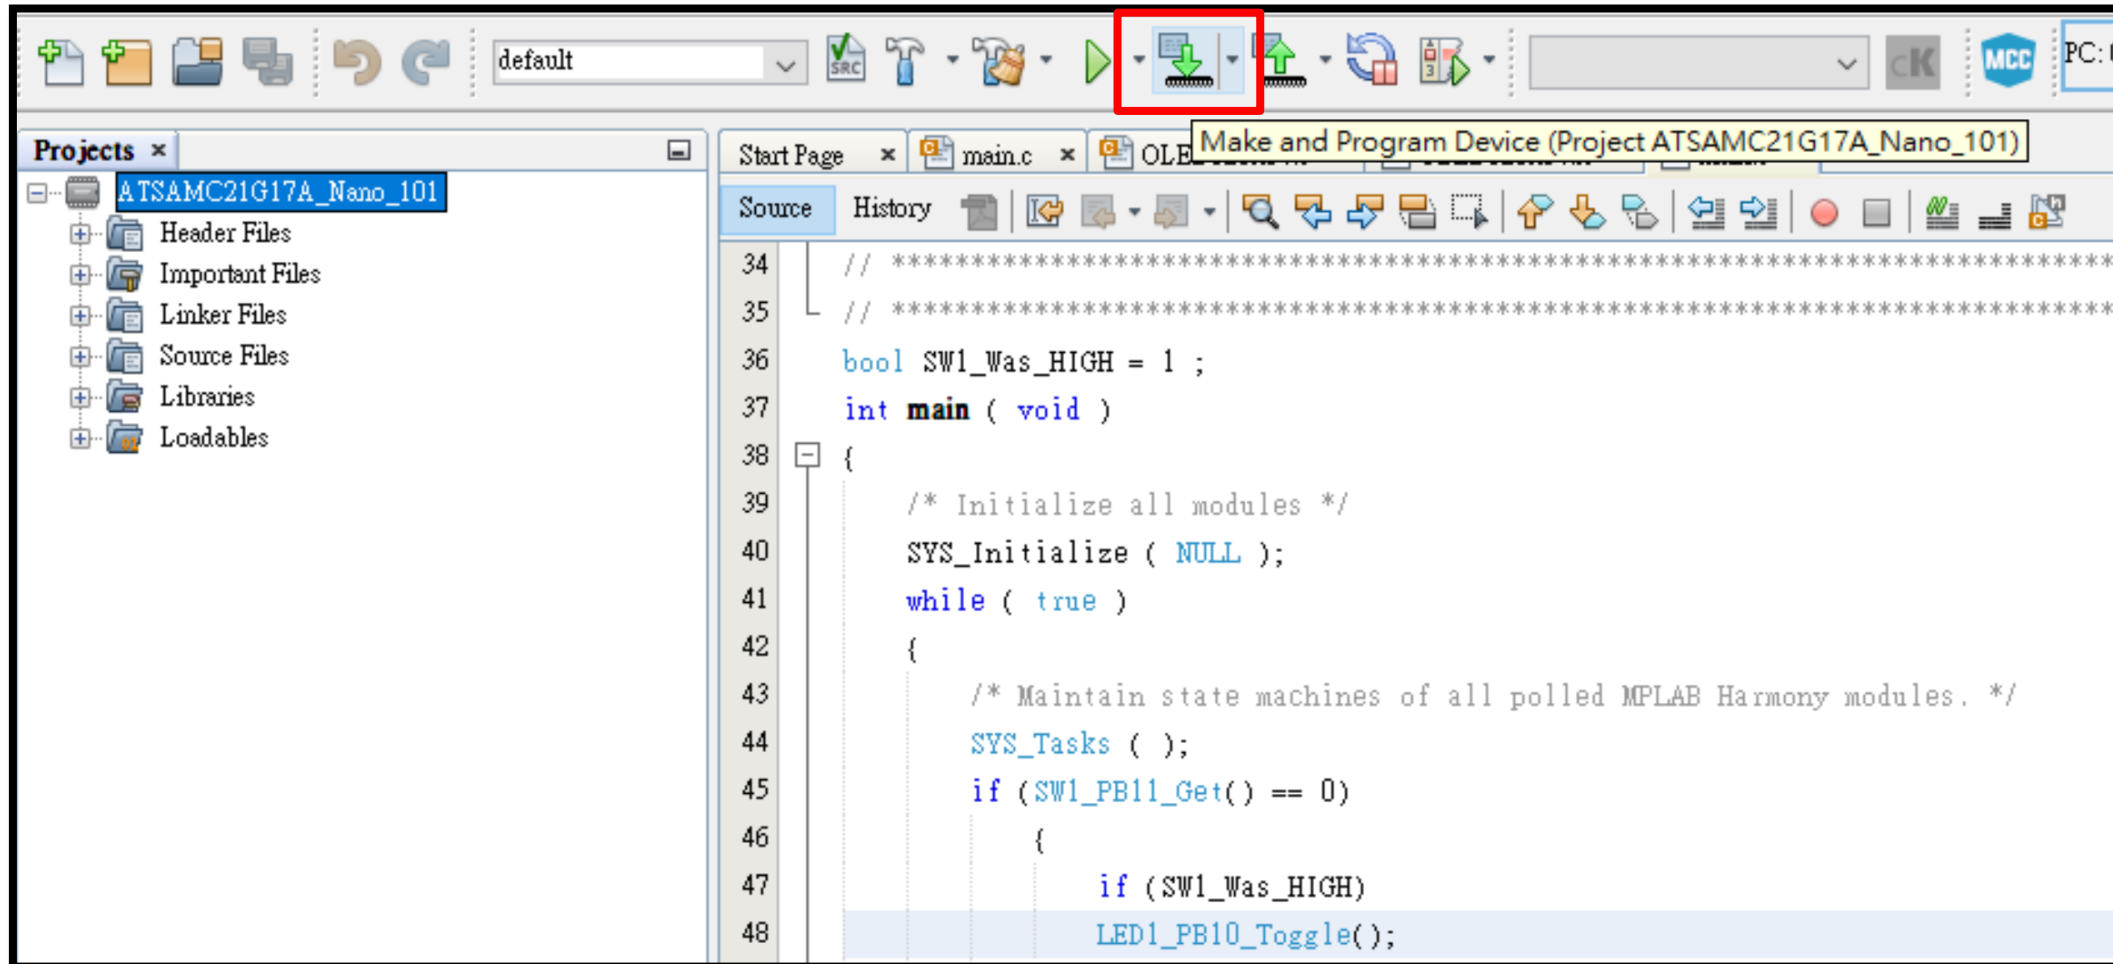 default
SRC
cK
MCC
PC:
Projects ×
Make and Program Device (Project ATSAMC21G17A_Nano_101)
Start Page × main.c ×
ATSAMC21G17A_Nano_101
Header Files
Important Files
Linker Files
Source Files
Libraries
Loadables
Source History
34 // ****************************************************************************
35 // ****************************************************************************
36 bool SW1_Was_HIGH = 1 ;
37 int main ( void )
38 {
39 /* Initialize all modules */
40 SYS_Initialize ( NULL );
41 while ( true )
42 {
43 /* Maintain state machines of all polled MPLAB Harmony modules. */
44 SYS_Tasks ( );
45 if (SW1_PB11_Get() == 0)
46 {
47 if (SW1_Was_HIGH)
48 LED1_PB10_Toggle();